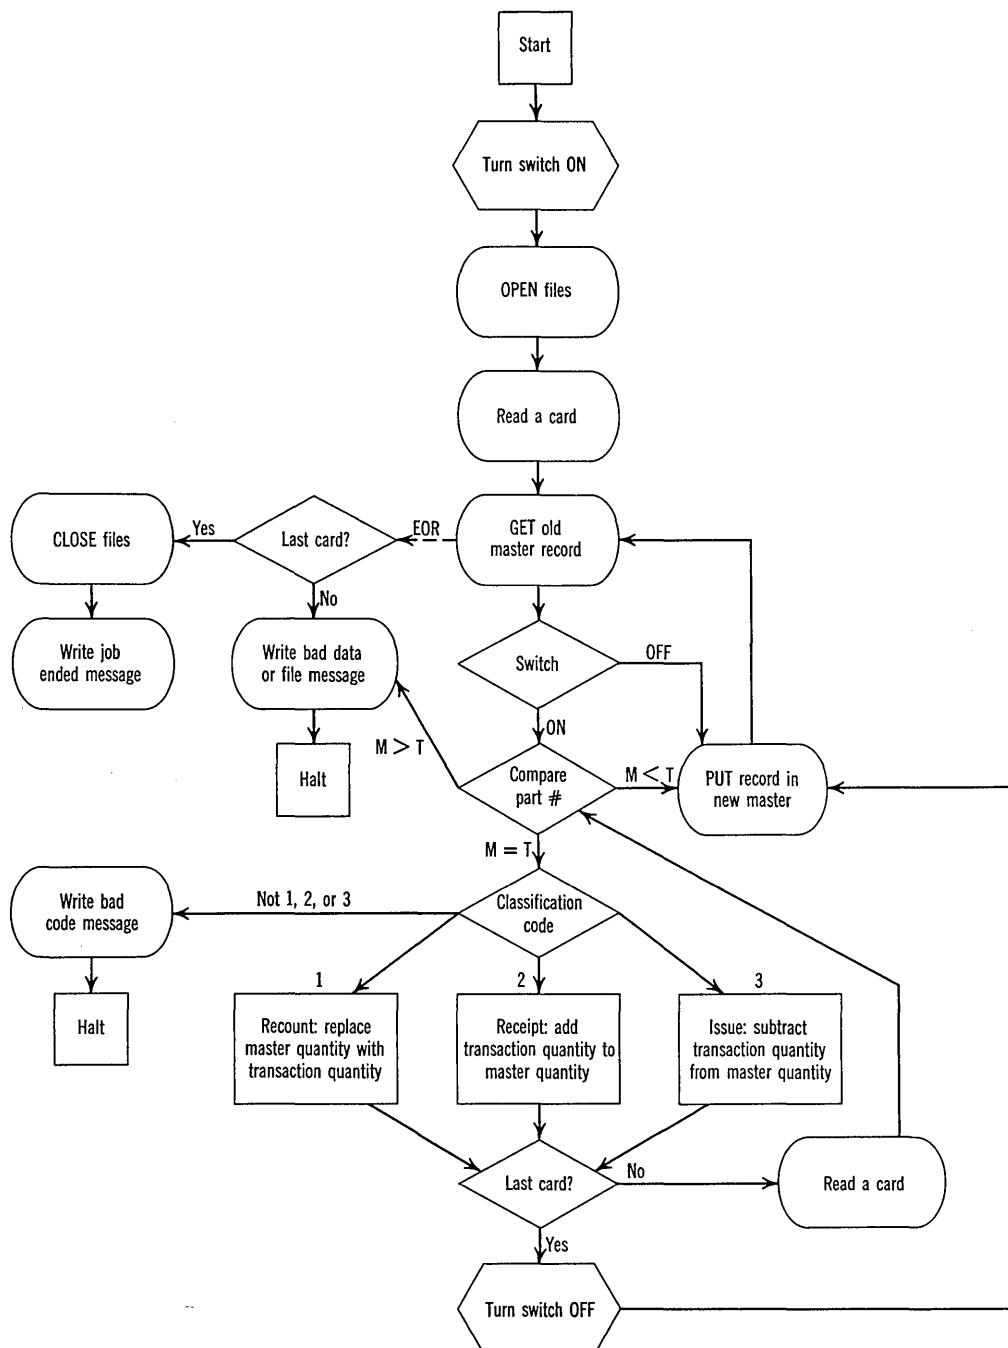 Start
Turn switch ON
OPEN files
Read a card
CLOSE files
Yes
Last card?
EOR
GET old
master record
No
Write job
ended message
Write bad data
or file message
Switch
OFF
ON
M > T
Halt
Compare
part #
M < T
PUT record in
new master
M = T
Write bad
code message
Not 1, 2, or 3
Classification
code
1
2
3
Halt
Recount: replace
master quantity with
transaction quantity
Receipt: add
transaction quantity to
master quantity
Issue: subtract
transaction quantity
from master quantity
Last card?
No
Read a card
Yes
Turn switch OFF